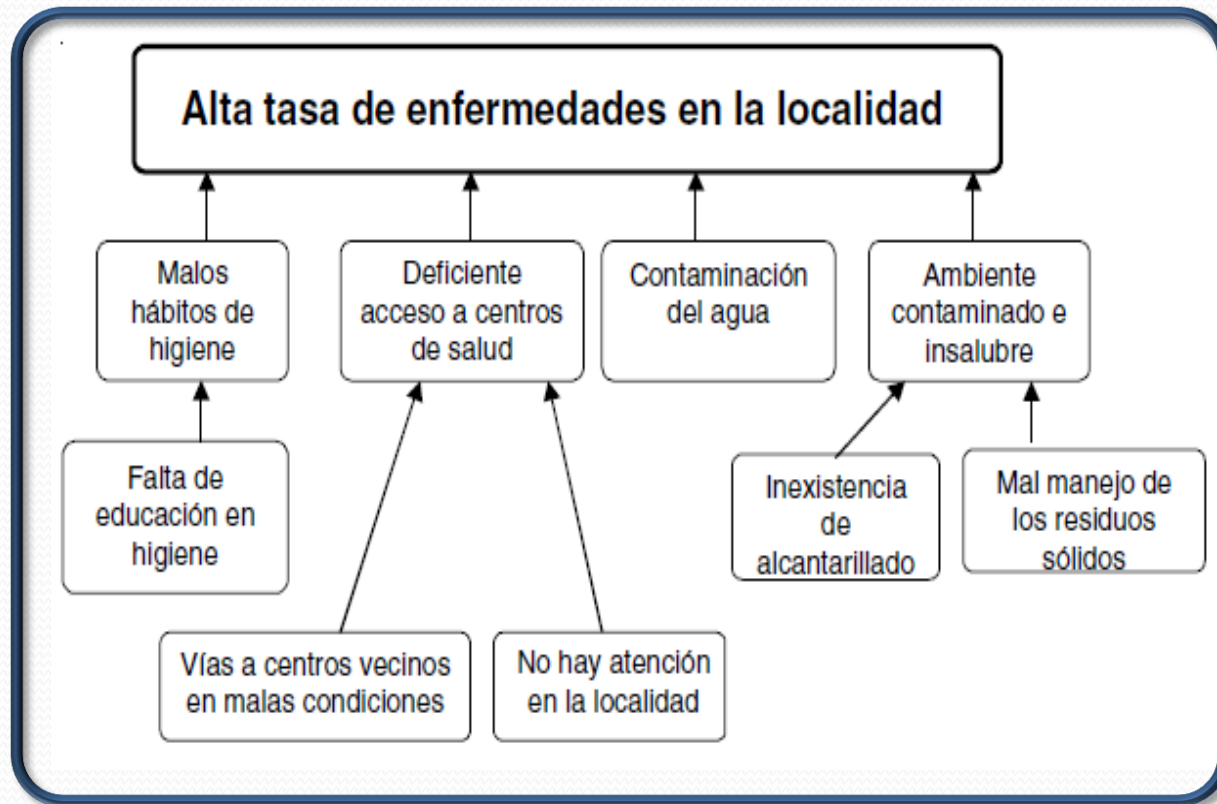 Alta tasa de enfermedades en la localidad
Malos
hábitos de
higiene
Deficiente
acceso a centros
de salud
Contaminación
del agua
Ambiente
contaminado e
insalubre
Falta de
educación en
higiene
Inexistencia
de
alcantarillado
Mal manejo de
los residuos
sólidos
Vías a centros vecinos
en malas condiciones
No hay atención
en la localidad